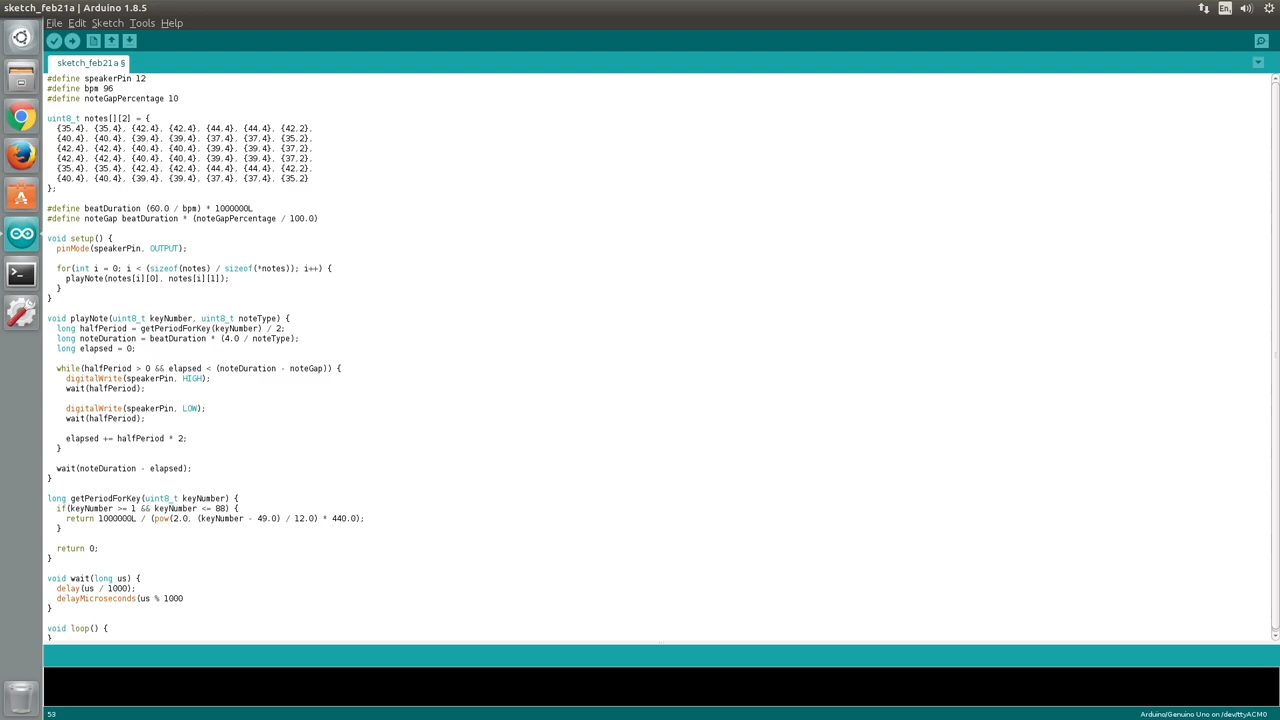 sketch_feb21a | Arduino 1.8.5
En
File Edit Sketch Tools Help
sketch_feb21a §
#define speakerPin 12
#define bpm 96
#define noteGapPercentage 10
uint8_t notes[][2] = {
{35,4}, {35,4}, {42,4}, {42,4}, {44,4}, {44,4}, {42,2},
{40,4}, {40,4}, {39,4}, {39,4}, {37,4}, {37,4}, {35,2},
{42,4}, {42,4}, {40,4}, {40,4}, {39,4}, {39,4}, {37,2},
{42,4}, {42,4}, {40,4}, {40,4}, {39,4}, {39,4}, {37,2},
{35,4}, {35,4}, {42,4}, {42,4}, {44,4}, {44,4}, {42,2},
{40,4}, {40,4}, {39,4}, {39,4}, {37,4}, {37,4}, {35,2}
};
#define beatDuration (60.0 / bpm) * 1000000L
#define noteGap beatDuration * (noteGapPercentage / 100.0)
void setup() {
pinMode(speakerPin, OUTPUT);
for(int i = 0; i < (sizeof(notes) / sizeof(*notes)); i++) {
playNote(notes[i][0], notes[i][1]);
}
}
void playNote(uint8_t keyNumber, uint8_t noteType) {
long halfPeriod = getPeriodForKey(keyNumber) / 2;
long noteDuration = beatDuration * (4.0 / noteType);
long elapsed = 0;
while(halfPeriod > 0 && elapsed < (noteDuration - noteGap)) {
digitalWrite(speakerPin, HIGH);
wait(halfPeriod);
digitalWrite(speakerPin, LOW);
wait(halfPeriod);
elapsed += halfPeriod * 2;
}
wait(noteDuration - elapsed);
}
long getPeriodForKey(uint8_t keyNumber) {
if(keyNumber >= 1 && keyNumber <= 88) {
return 1000000L / (pow(2.0, (keyNumber - 49.0) / 12.0) * 440.0);
}
return 0;
}
void wait(long us) {
delay(us / 1000);
delayMicroseconds(us % 1000
}
void loop() {
}
53
Arduino/Genuino Uno on /dev/ttyACM0